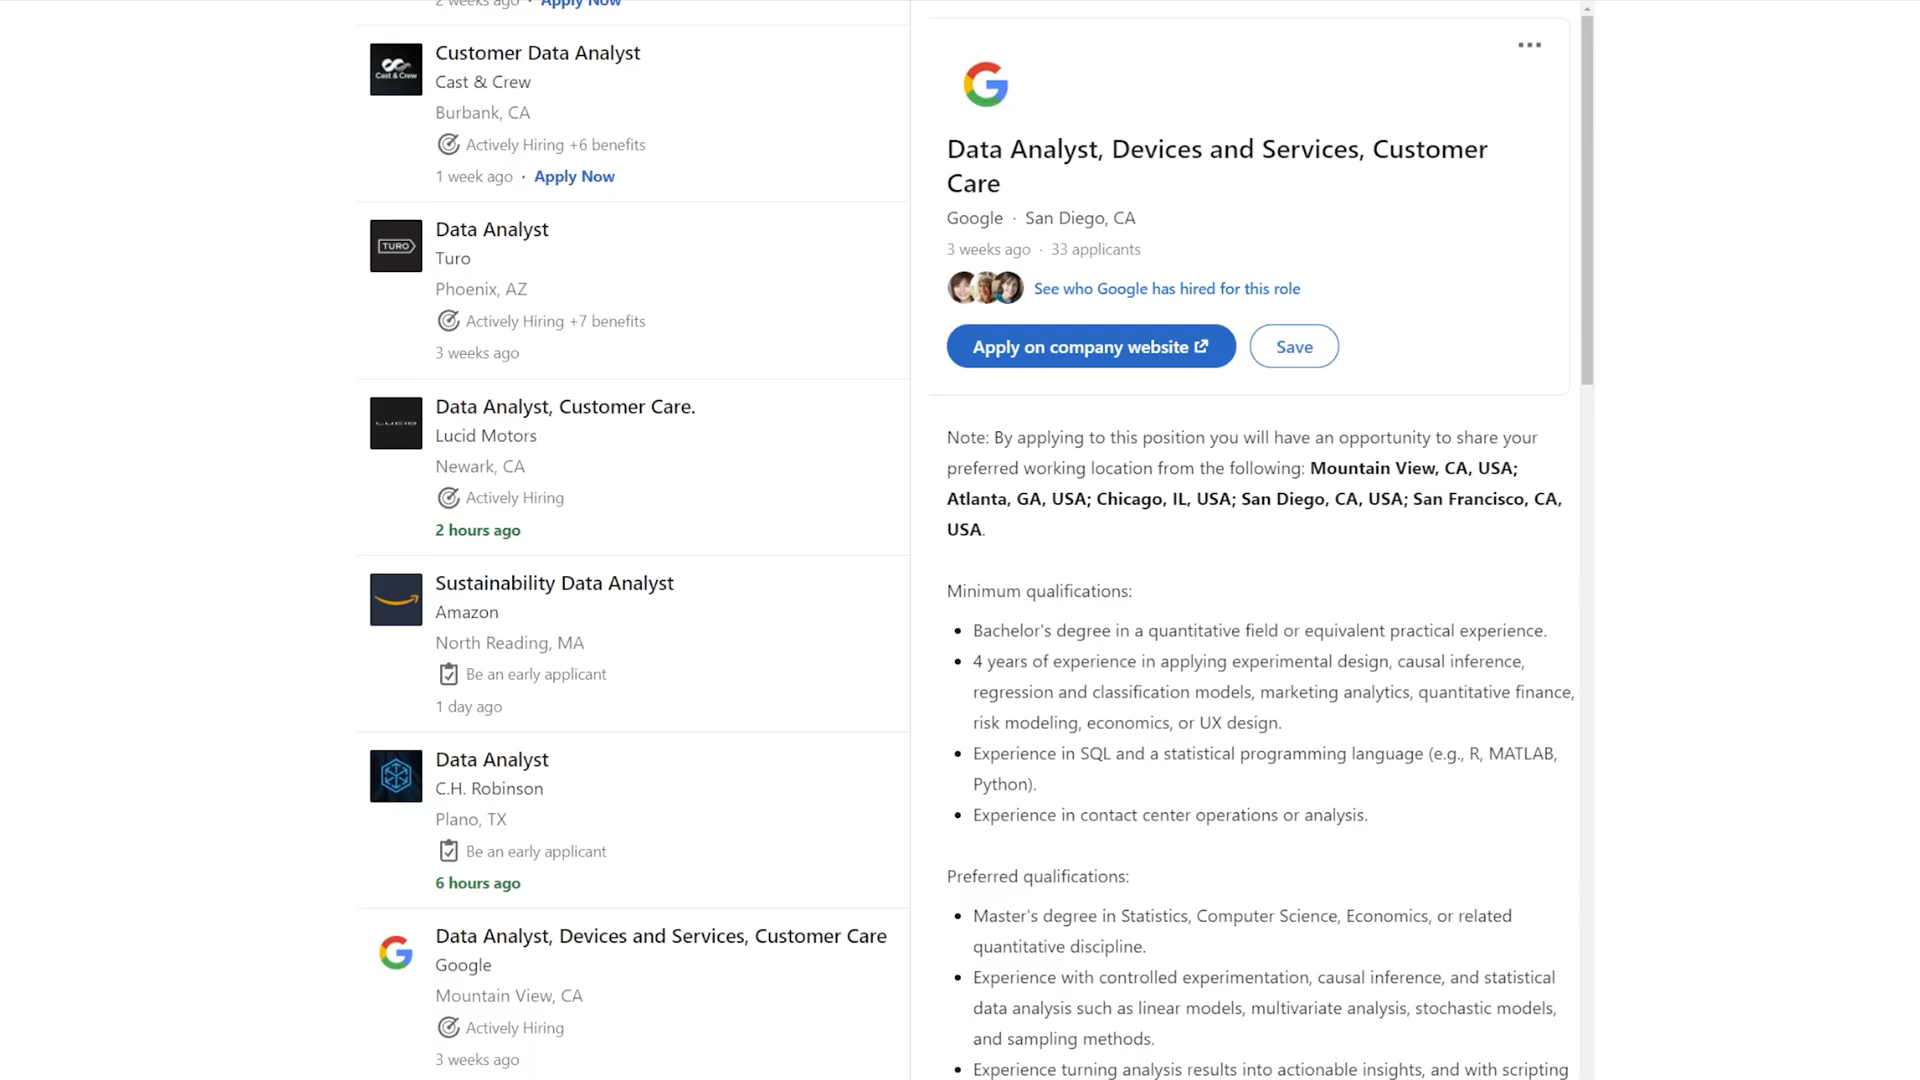 2 weeks ago · Apply Now
Cast & Crew
Customer Data Analyst
Cast & Crew
Burbank, CA
Actively Hiring +6 benefits
1 week ago · Apply Now
TURO
Data Analyst
Turo
Phoenix, AZ
Actively Hiring +7 benefits
3 weeks ago
Data Analyst, Customer Care.
Lucid Motors
Newark, CA
Actively Hiring
2 hours ago
Sustainability Data Analyst
Amazon
North Reading, MA
Be an early applicant
1 day ago
Data Analyst
C.H. Robinson
Plano, TX
Be an early applicant
6 hours ago
Data Analyst, Devices and Services, Customer Care
Google
Mountain View, CA
Actively Hiring
3 weeks ago
Data Analyst, Devices and Services, Customer
Care
Google · San Diego, CA
3 weeks ago · 33 applicants
See who Google has hired for this role
Apply on company website
Save
Note: By applying to this position you will have an opportunity to share your
preferred working location from the following: Mountain View, CA, USA;
Atlanta, GA, USA; Chicago, IL, USA; San Diego, CA, USA; San Francisco, CA,
USA.
Minimum qualifications:
• Bachelor's degree in a quantitative field or equivalent practical experience.
• 4 years of experience in applying experimental design, causal inference,
regression and classification models, marketing analytics, quantitative finance,
risk modeling, economics, or UX design.
• Experience in SQL and a statistical programming language (e.g., R, MATLAB,
Python).
• Experience in contact center operations or analysis.
Preferred qualifications:
• Master's degree in Statistics, Computer Science, Economics, or related
quantitative discipline.
• Experience with controlled experimentation, causal inference, and statistical
data analysis such as linear models, multivariate analysis, stochastic models,
and sampling methods.
• Experience turning analysis results into actionable insights, and with scripting